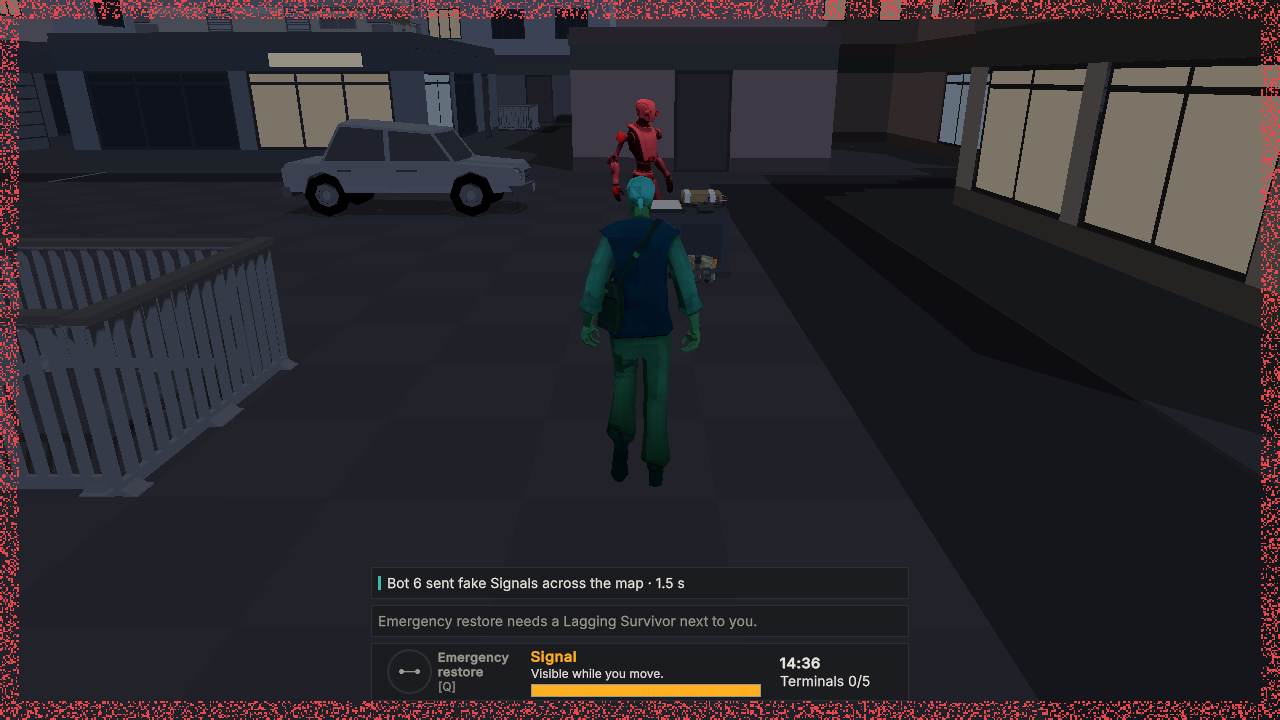 Bot 6 sent fake Signals across the map · 1.5 s
Emergency restore needs a Lagging Survivor next to you.
Emergency
restore
[Q]
Signal
Visible while you move.
14:36
Terminals 0/5